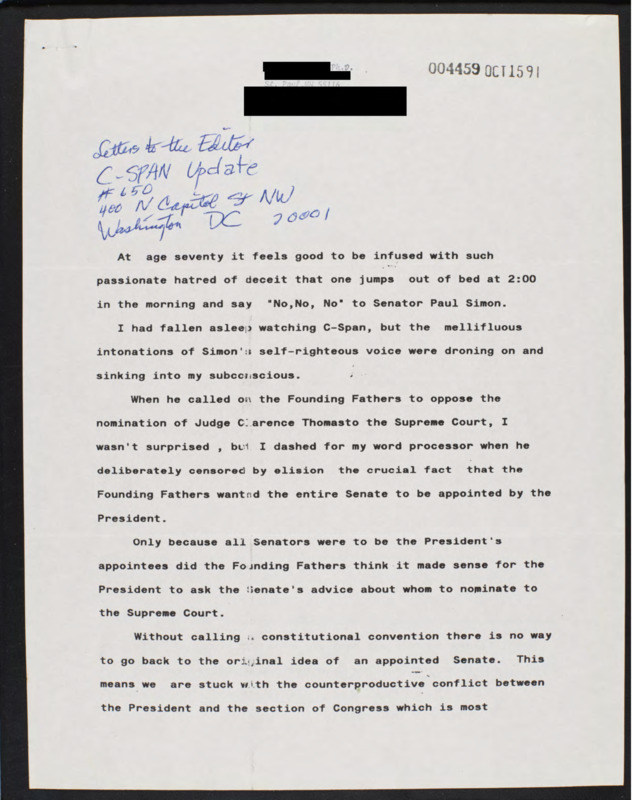 Ph.D.
004459 OCT 15 91
Letters to the Editor
C-SPAN Update
# 650
400 N Capitol St NW
Washington DC 20001
At age seventy it feels good to be infused with such
passionate hatred of deceit that one jumps out of bed at 2:00
in the morning and say "No,No, No" to Senator Paul Simon.
I had fallen asleep watching C-Span, but the mellifluous
intonations of Simon's self-righteous voice were droning on and
sinking into my subconscious.
When he called on the Founding Fathers to oppose the
nomination of Judge Clarence Thomasto the Supreme Court, I
wasn't surprised , but I dashed for my word processor when he
deliberately censored by elision the crucial fact that the
Founding Fathers wanted the entire Senate to be appointed by the
President.
Only because all Senators were to be the President's
appointees did the Founding Fathers think it made sense for the
President to ask the Senate's advice about whom to nominate to
the Supreme Court.
Without calling a constitutional convention there is no way
to go back to the original idea of an appointed Senate. This
means we are stuck with the counterproductive conflict between
the President and the section of Congress which is most